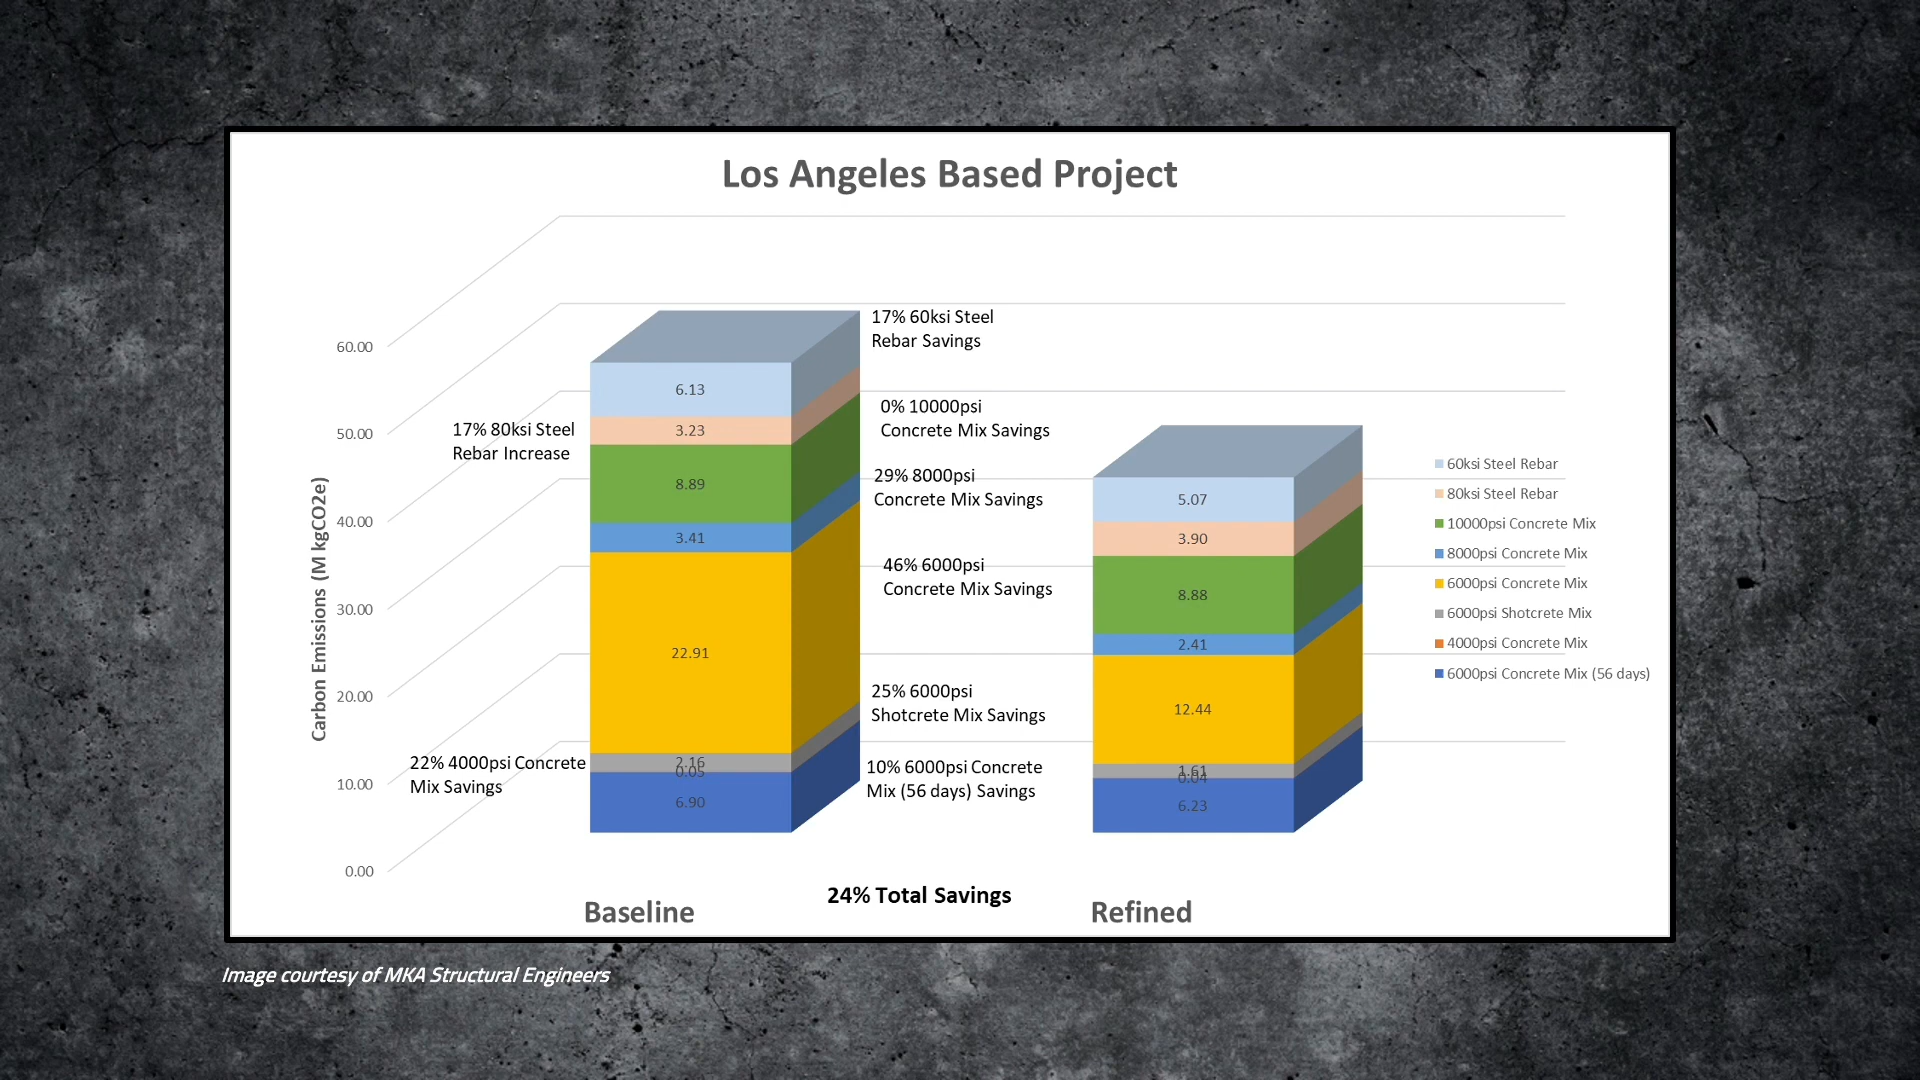 Los Angeles Based Project
Carbon Emissions (M kgCO2e)
60.00
50.00
40.00
30.00
20.00
10.00
0.00
17% 80ksi Steel
Rebar Increase
22% 4000psi Concrete
Mix Savings
6.13
3.23
8.89
3.41
22.91
2.16
0.05
6.90
17% 60ksi Steel
Rebar Savings
0% 10000psi
Concrete Mix Savings
29% 8000psi
Concrete Mix Savings
46% 6000psi
Concrete Mix Savings
25% 6000psi
Shotcrete Mix Savings
10% 6000psi Concrete
Mix (56 days) Savings
5.07
3.90
8.88
2.41
12.44
1.61
0.04
6.23
60ksi Steel Rebar
80ksi Steel Rebar
10000psi Concrete Mix
8000psi Concrete Mix
6000psi Concrete Mix
6000psi Shotcrete Mix
4000psi Concrete Mix
6000psi Concrete Mix (56 days)
Baseline
24% Total Savings
Refined
Image courtesy of MKA Structural Engineers